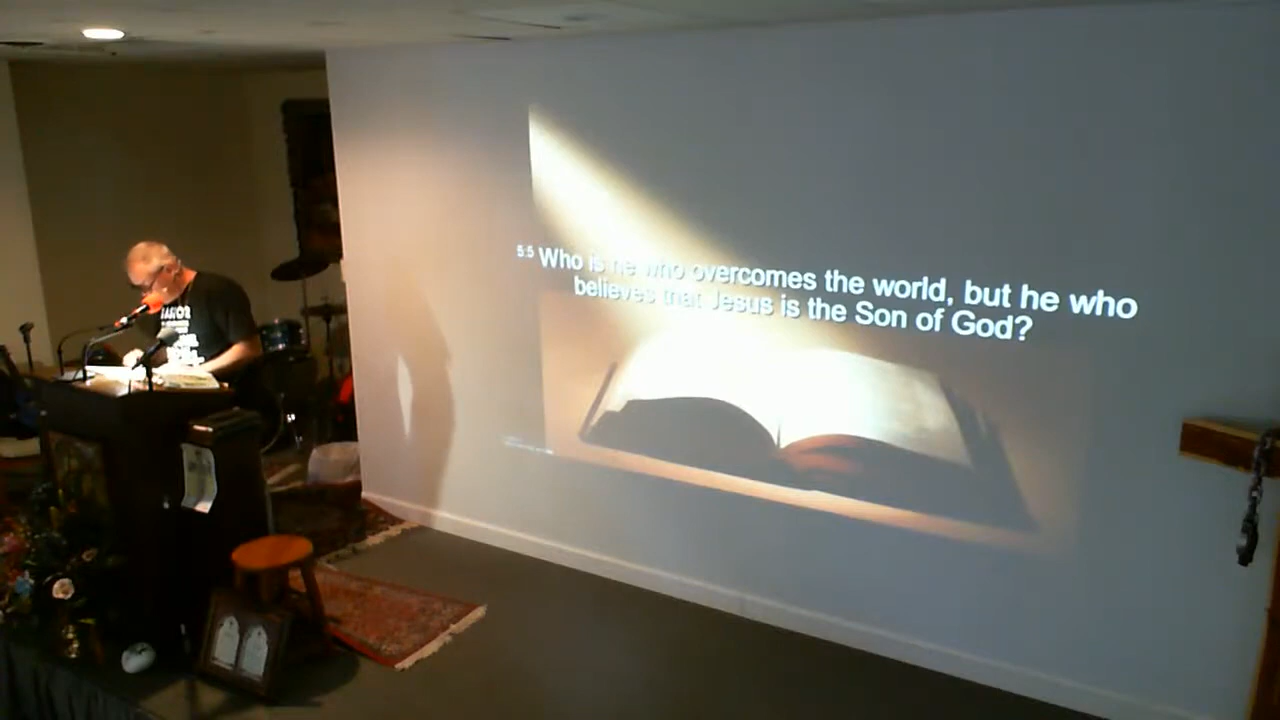 5:5 Who is he who overcomes the world, but he who
believes that Jesus is the Son of God?